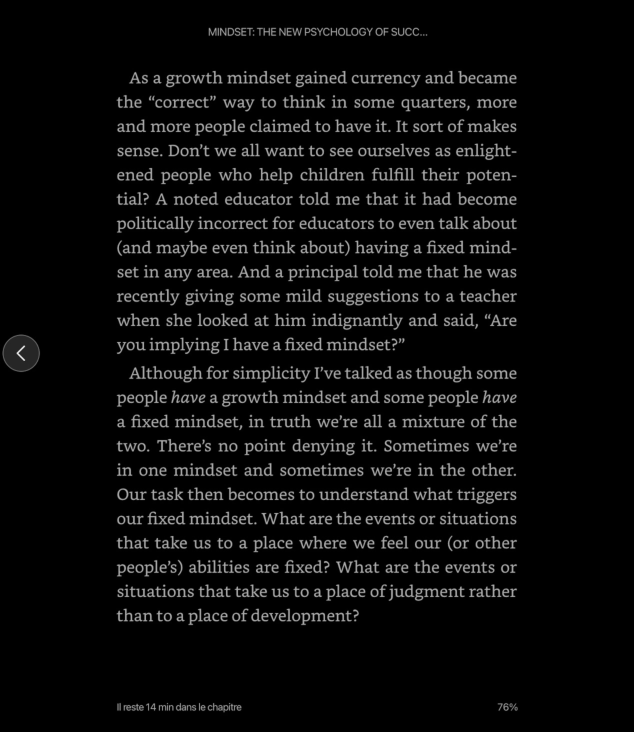 MINDSET: THE NEW PSYCHOLOGY OF SUCC...
As a growth mindset gained currency and became
the “correct” way to think in some quarters, more
and more people claimed to have it. It sort of makes
sense. Don’t we all want to see ourselves as enlight-
ened people who help children fulfill their poten-
tial? A noted educator told me that it had become
politically incorrect for educators to even talk about
(and maybe even think about) having a fixed mind-
set in any area. And a principal told me that he was
recently giving some mild suggestions to a teacher
when she looked at him indignantly and said, “Are
you implying I have a fixed mindset?”
Although for simplicity I’ve talked as though some
people have a growth mindset and some people have
a fixed mindset, in truth we’re all a mixture of the
two. There’s no point denying it. Sometimes we’re
in one mindset and sometimes we’re in the other.
Our task then becomes to understand what triggers
our fixed mindset. What are the events or situations
that take us to a place where we feel our (or other
people’s) abilities are fixed? What are the events or
situations that take us to a place of judgment rather
than to a place of development?
Il reste 14 min dans le chapitre
76%